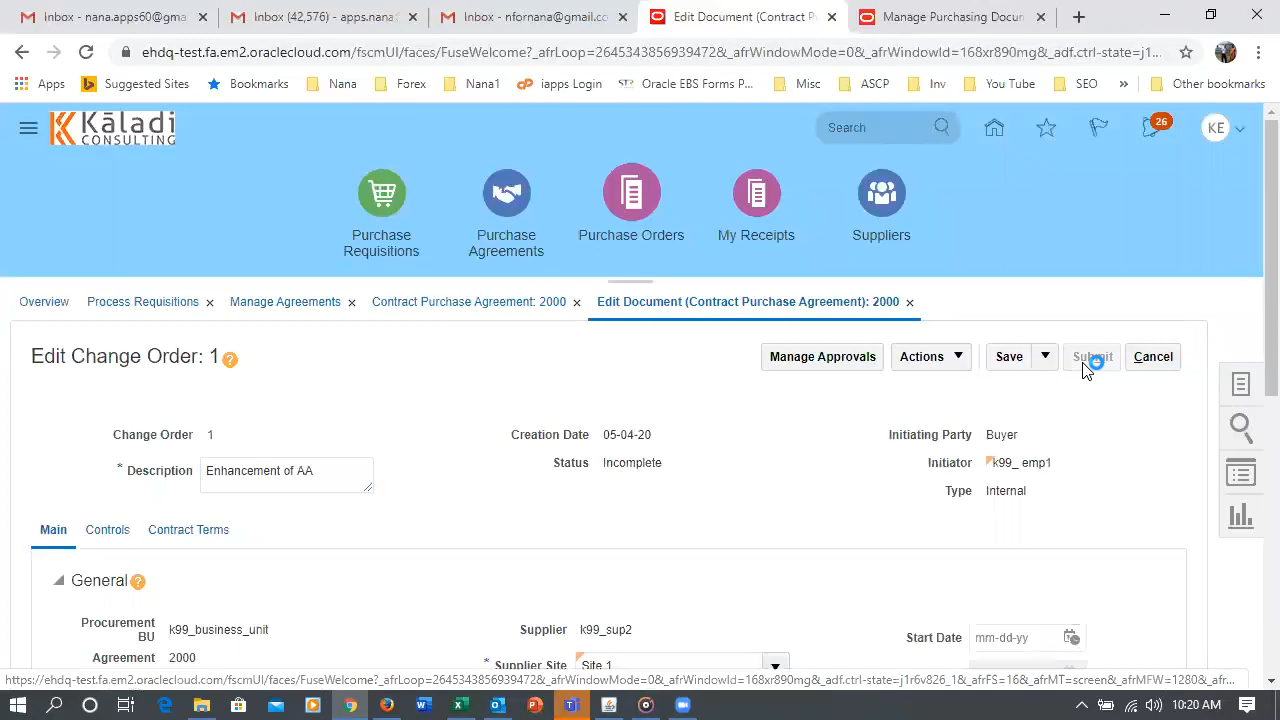 Inbox - nana.apps60@gma
Inbox (42,576) - apps.nana
Inbox - nfornana@gmail.co
Edit Document (Contract P
Manage Purchasing Docu
ehdq-test.fa.em2.oraclecloud.com/fscmUI/faces/FuseWelcome?_afrLoop=2645343856939472&_afrWindowMode=0&_afrWindowId=168xr890mg&_adf.ctrl-state=j1...
Apps
Suggested Sites
Bookmarks
Nana
Forex
Nana1
iapps Login
Oracle EBS Forms P...
Misc
ASCP
Inv
You Tube
SEO
»
Other bookmarks
Kāladi
CONSULTING
Search
26
KE
Purchase Requisitions
Purchase Agreements
Purchase Orders
My Receipts
Suppliers
Overview
Process Requisitions
Manage Agreements
Contract Purchase Agreement: 2000
Edit Document (Contract Purchase Agreement): 2000
Edit Change Order: 1
Manage Approvals
Actions
Save
Submit
Cancel
Change Order 1
Creation Date 05-04-20
Initiating Party Buyer
* Description Enhancement of AA
Status Incomplete
Initiator k99_ emp1
Type Internal
Main
Controls
Contract Terms
General
Procurement BU k99_business_unit
Supplier k99_sup2
Start Date mm-dd-yy
Agreement 2000
* Supplier Site Site 1
https://ehdq-test.fa.em2.oraclecloud.com/fscmUI/faces/FuseWelcome?_afrLoop=2645343856939472&_afrWindowMode=0&_afrWindowId=168xr890mg&_adf.ctrl-state=j1r6v826_1&_afrFS=16&_afrMT=screen&_afrMFW=1280&_afr...
10:20 AM